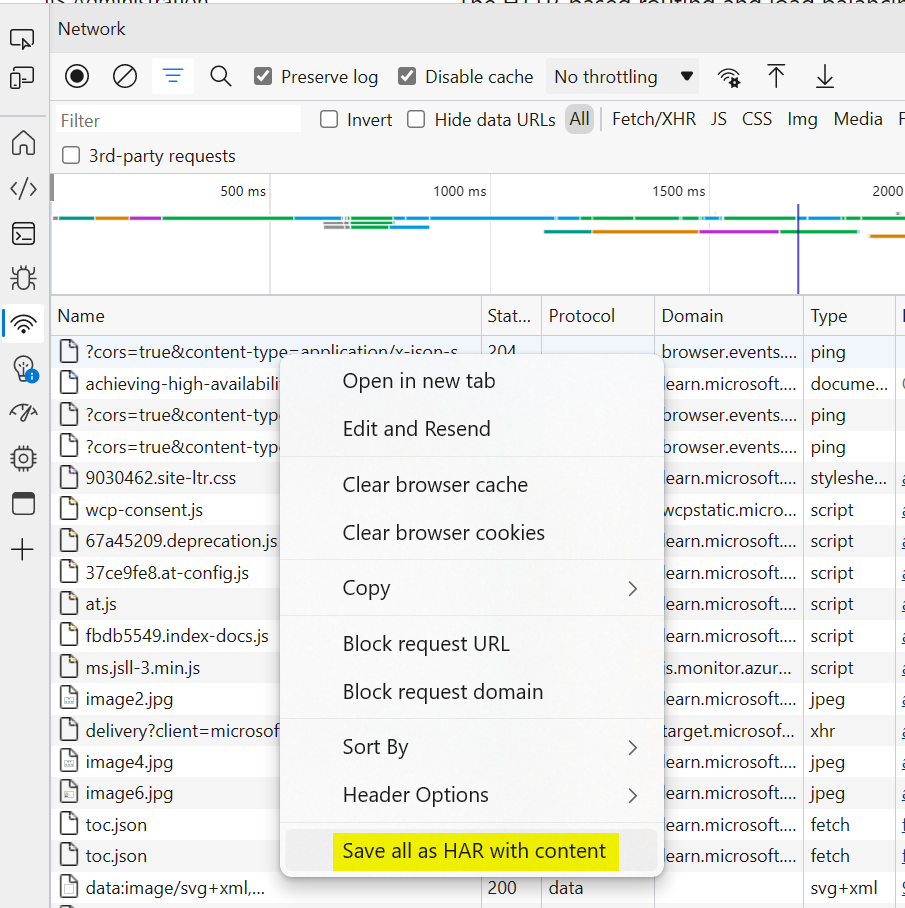 Network
Preserve log Disable cache No throttling
Filter Invert Hide data URLs All Fetch/XHR JS CSS Img Media
3rd-party requests
500 ms 1000 ms 1500 ms 2000
Name Stat... Protocol Domain Type
?cors=true&content-type=application/x-json-s 204 browser.events.... ping
achieving-high-availabili learn.microsoft.... docume...
?cors=true&content-type browser.events.... ping
?cors=true&content-type browser.events.... ping
9030462.site-ltr.css learn.microsoft.... styleshe...
wcp-consent.js wcpstatic.micro... script
67a45209.deprecation.js learn.microsoft.... script
37ce9fe8.at-config.js learn.microsoft.... script
at.js learn.microsoft.... script
fbdb5549.index-docs.js learn.microsoft.... script
ms.jsll-3.min.js js.monitor.azur... script
image2.jpg learn.microsoft.... jpeg
delivery?client=microsof target.microsof... xhr
image4.jpg learn.microsoft.... jpeg
image6.jpg learn.microsoft.... jpeg
toc.json learn.microsoft.... fetch
toc.json learn.microsoft.... fetch
data:image/svg+xml,... 200 data svg+xml
Open in new tab
Edit and Resend
Clear browser cache
Clear browser cookies
Copy
Block request URL
Block request domain
Sort By
Header Options
Save all as HAR with content